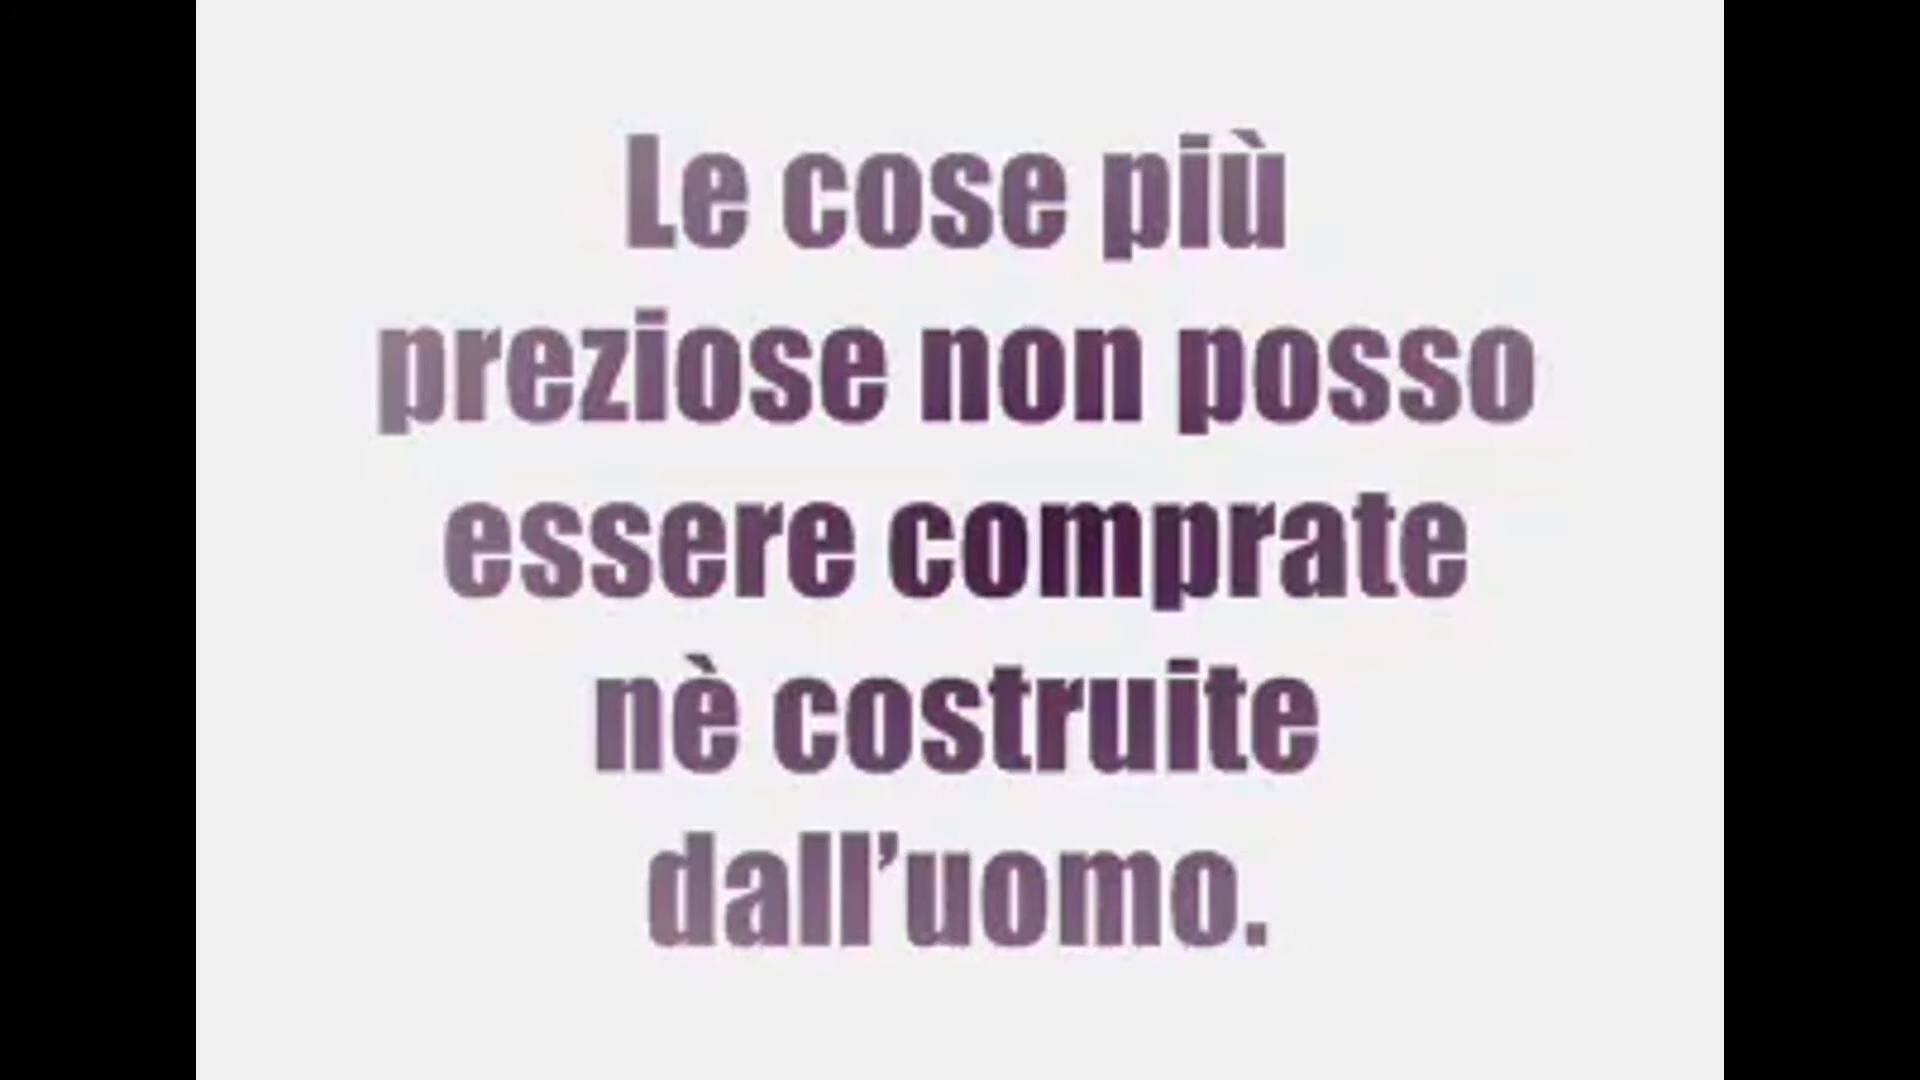 Le cose più
preziose non posso
essere comprate
nè costruite
dall’uomo.